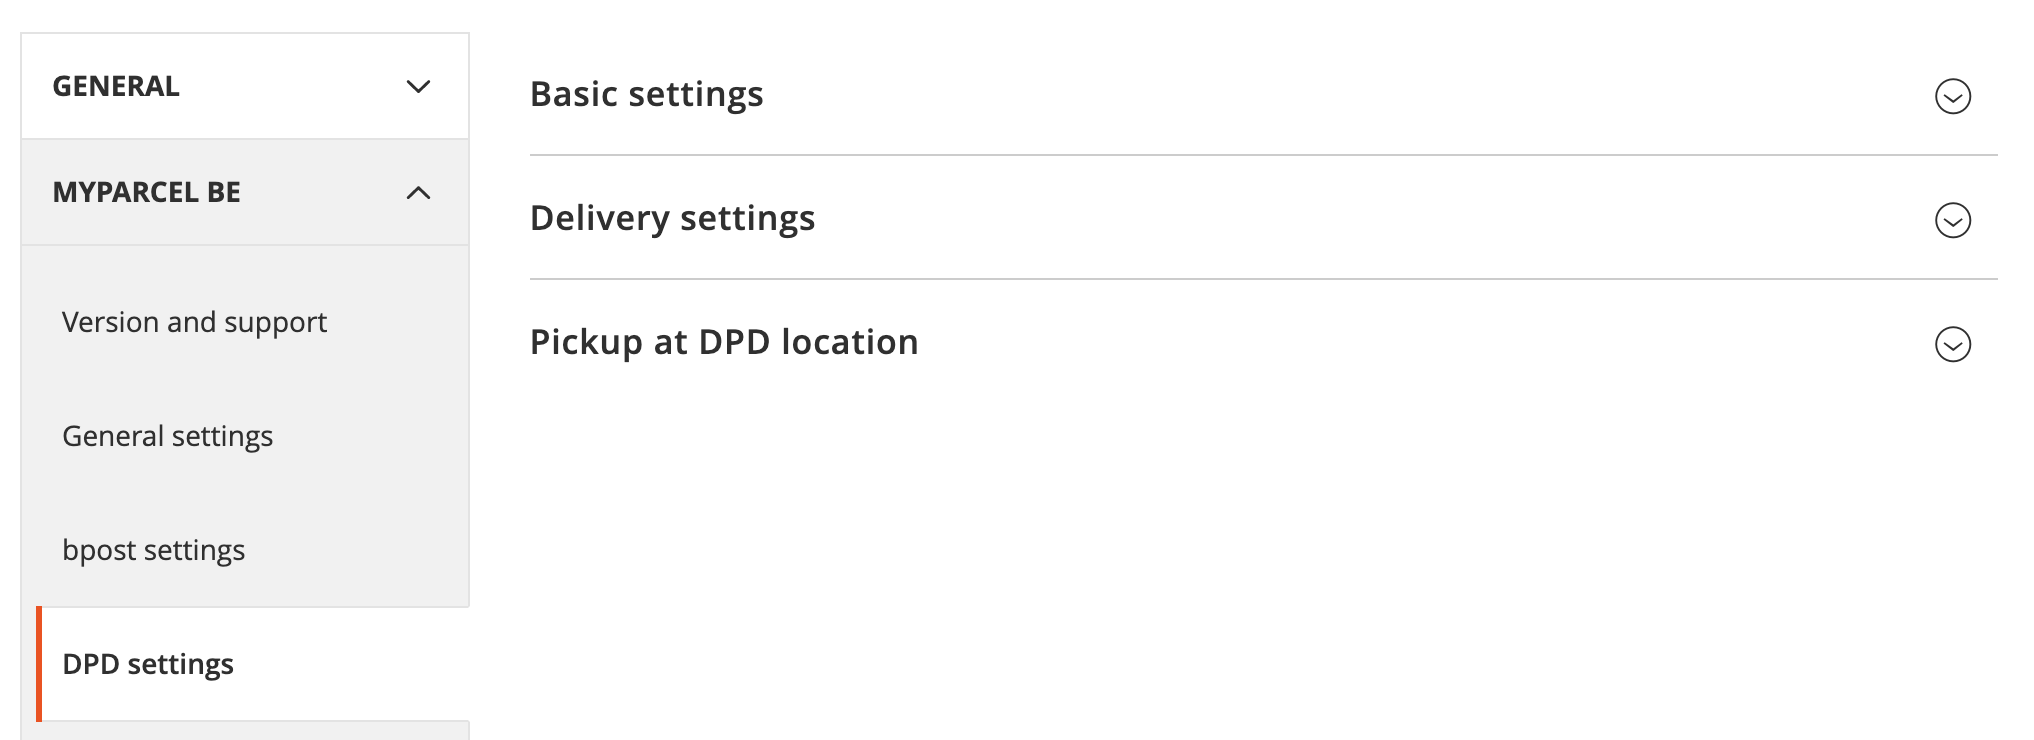 GENERAL
MYPARCEL BE
Version and support
General settings
bpost settings
DPD settings
Basic settings
Delivery settings
Pickup at DPD location